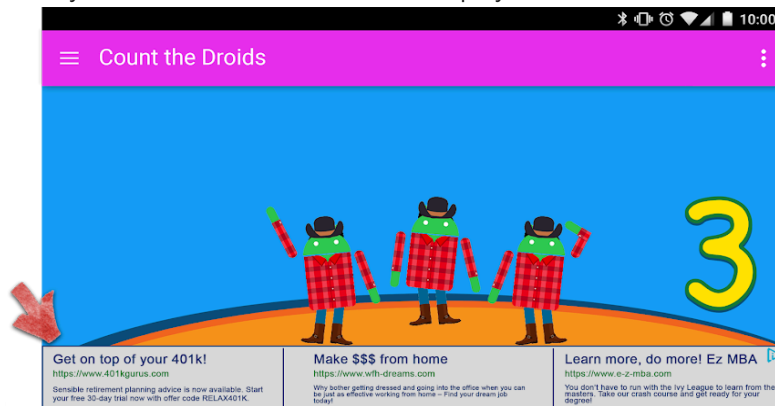 10:00
Count the Droids
3
Get on top of your 401k!
https://www.401kgurus.com
Sensible retirement planning advice is now available. Start
your free 30-day trial now with offer code RELAX401K.
Make $$$ from home
https://www.wfh-dreams.com
Why bother getting dressed and going into the office when you can
be just as effective working from home – Find your dream job
today!
Learn more, do more! Ez MBA
https://www.e-z-mba.com
You don't have to run with the Ivy League to learn from the
masters. Take our crash course and get ready for your
degree!